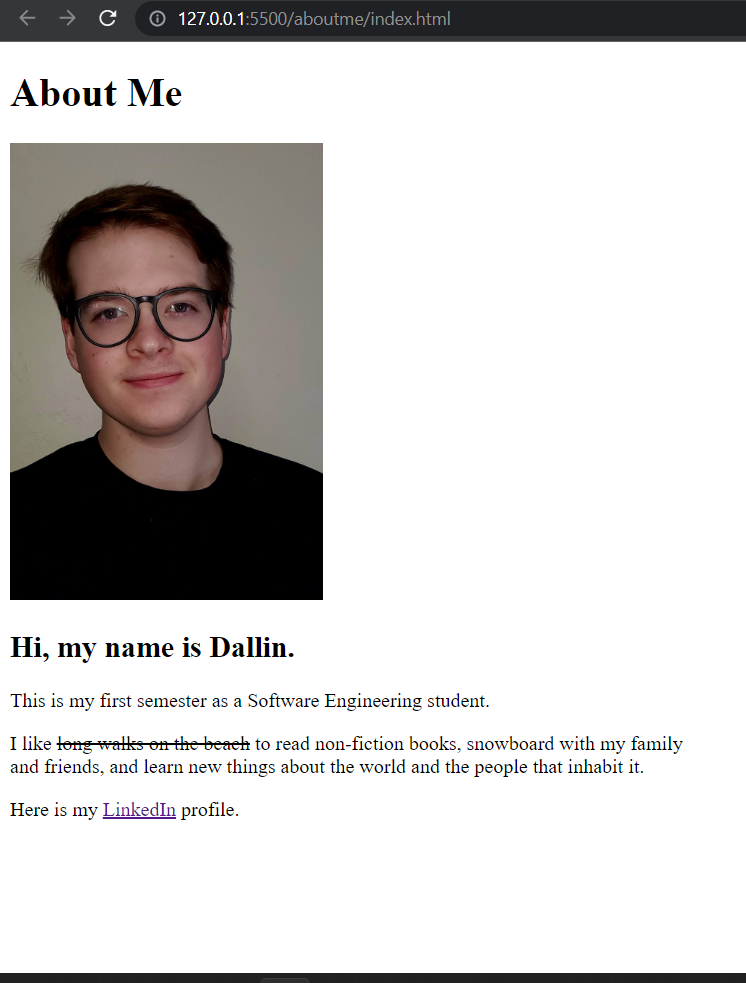 127.0.0.1:5500/aboutme/index.html
About Me
Hi, my name is Dallin.
This is my first semester as a Software Engineering student.
I like long walks on the beach to read non-fiction books, snowboard with my family
and friends, and learn new things about the world and the people that inhabit it.
Here is my LinkedIn profile.